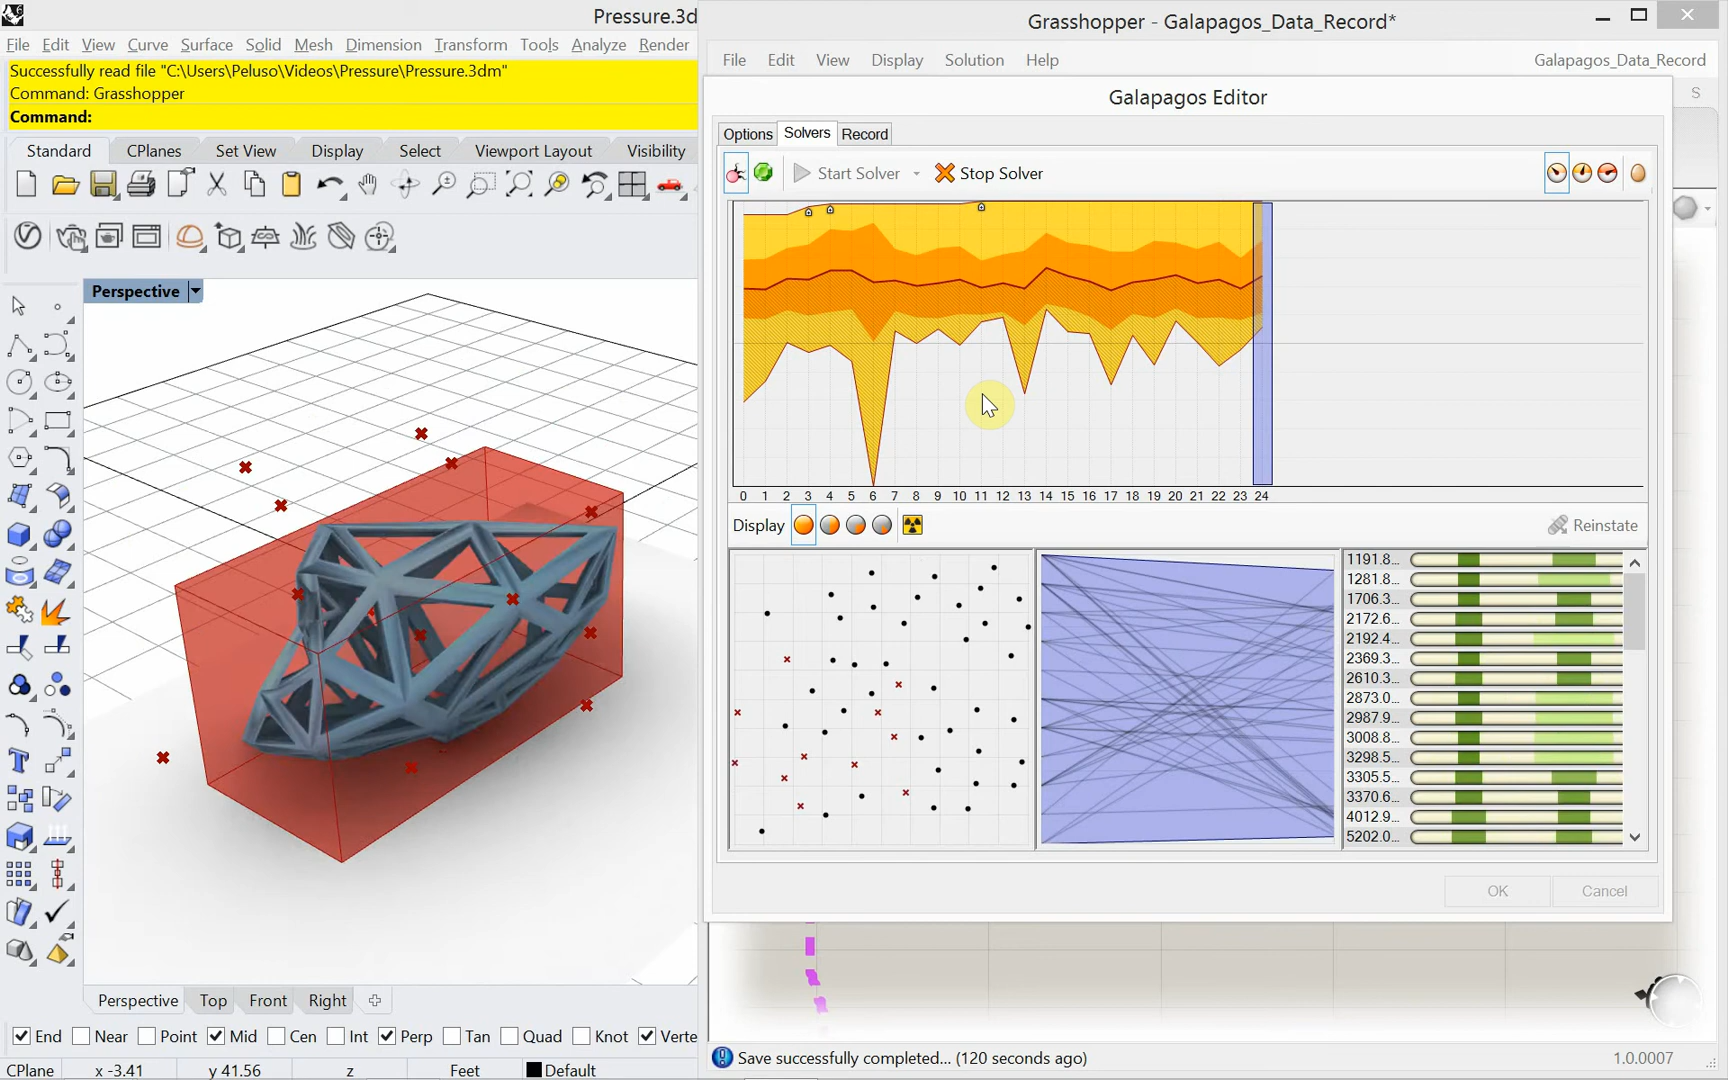 Pressure.3d
File Edit View Curve Surface Solid Mesh Dimension Transform Tools Analyze Render
Successfully read file "C:\Users\Peluso\Videos\Pressure\Pressure.3dm"
Command: Grasshopper
Command:
Standard CPlanes Set View Display Select Viewport Layout Visibility
Perspective
Perspective Top Front Right
End Near Point Mid Cen Int Perp Tan Quad Knot Verte
CPlane x -3.41 y 41.56 z Feet Default
Grasshopper - Galapagos_Data_Record*
File Edit View Display Solution Help Galapagos_Data_Record
S
Galapagos Editor
Options Solvers Record
Start Solver Stop Solver
0 1 2 3 4 5 6 7 8 9 10 11 12 13 14 15 16 17 18 19 20 21 22 23 24
Display Reinstate
1191.8...
1281.8...
1706.3...
2172.6...
2192.4...
2369.3...
2610.3...
2873.0...
2987.9...
3008.8...
3298.5...
3305.5...
3370.6...
4012.9...
5202.0...
OK Cancel
Save successfully completed... (120 seconds ago) 1.0.0007